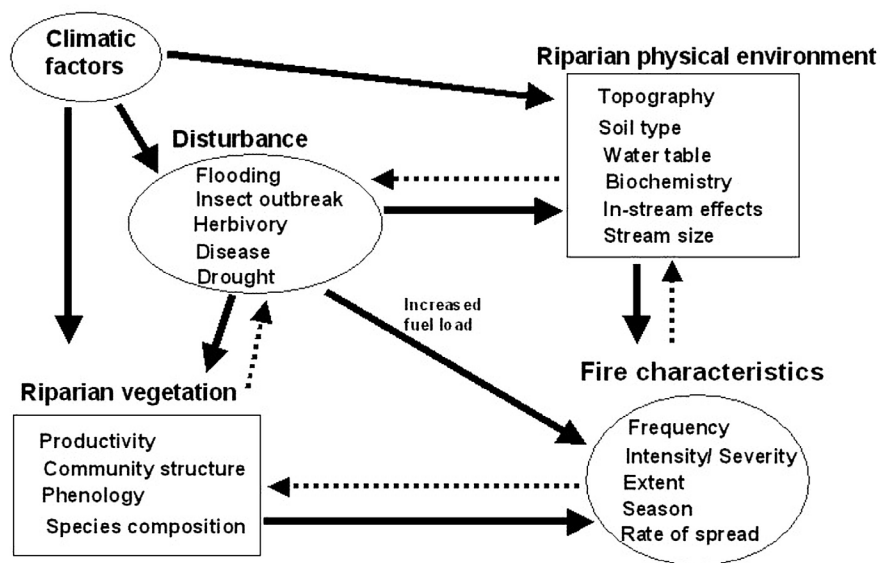 Climatic
factors
Riparian physical environment
Topography
Soil type
Water table
Biochemistry
In-stream effects
Stream size
Disturbance
Flooding
Insect outbreak
Herbivory
Disease
Drought
Increased
fuel load
Riparian vegetation
Productivity
Community structure
Phenology
Species composition
Fire characteristics
Frequency
Intensity/ Severity
Extent
Season
Rate of spread